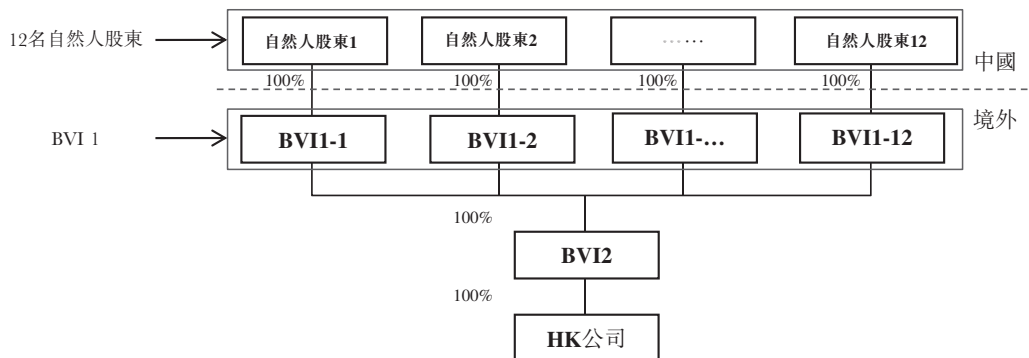 12名自然人股東
自然人股東1
自然人股東2
……
自然人股東12
中國
100%
100%
100%
100%
境外
BVI 1
BVI1-1
BVI1-2
BVI1-…
BVI1-12
100%
BVI2
100%
HK公司